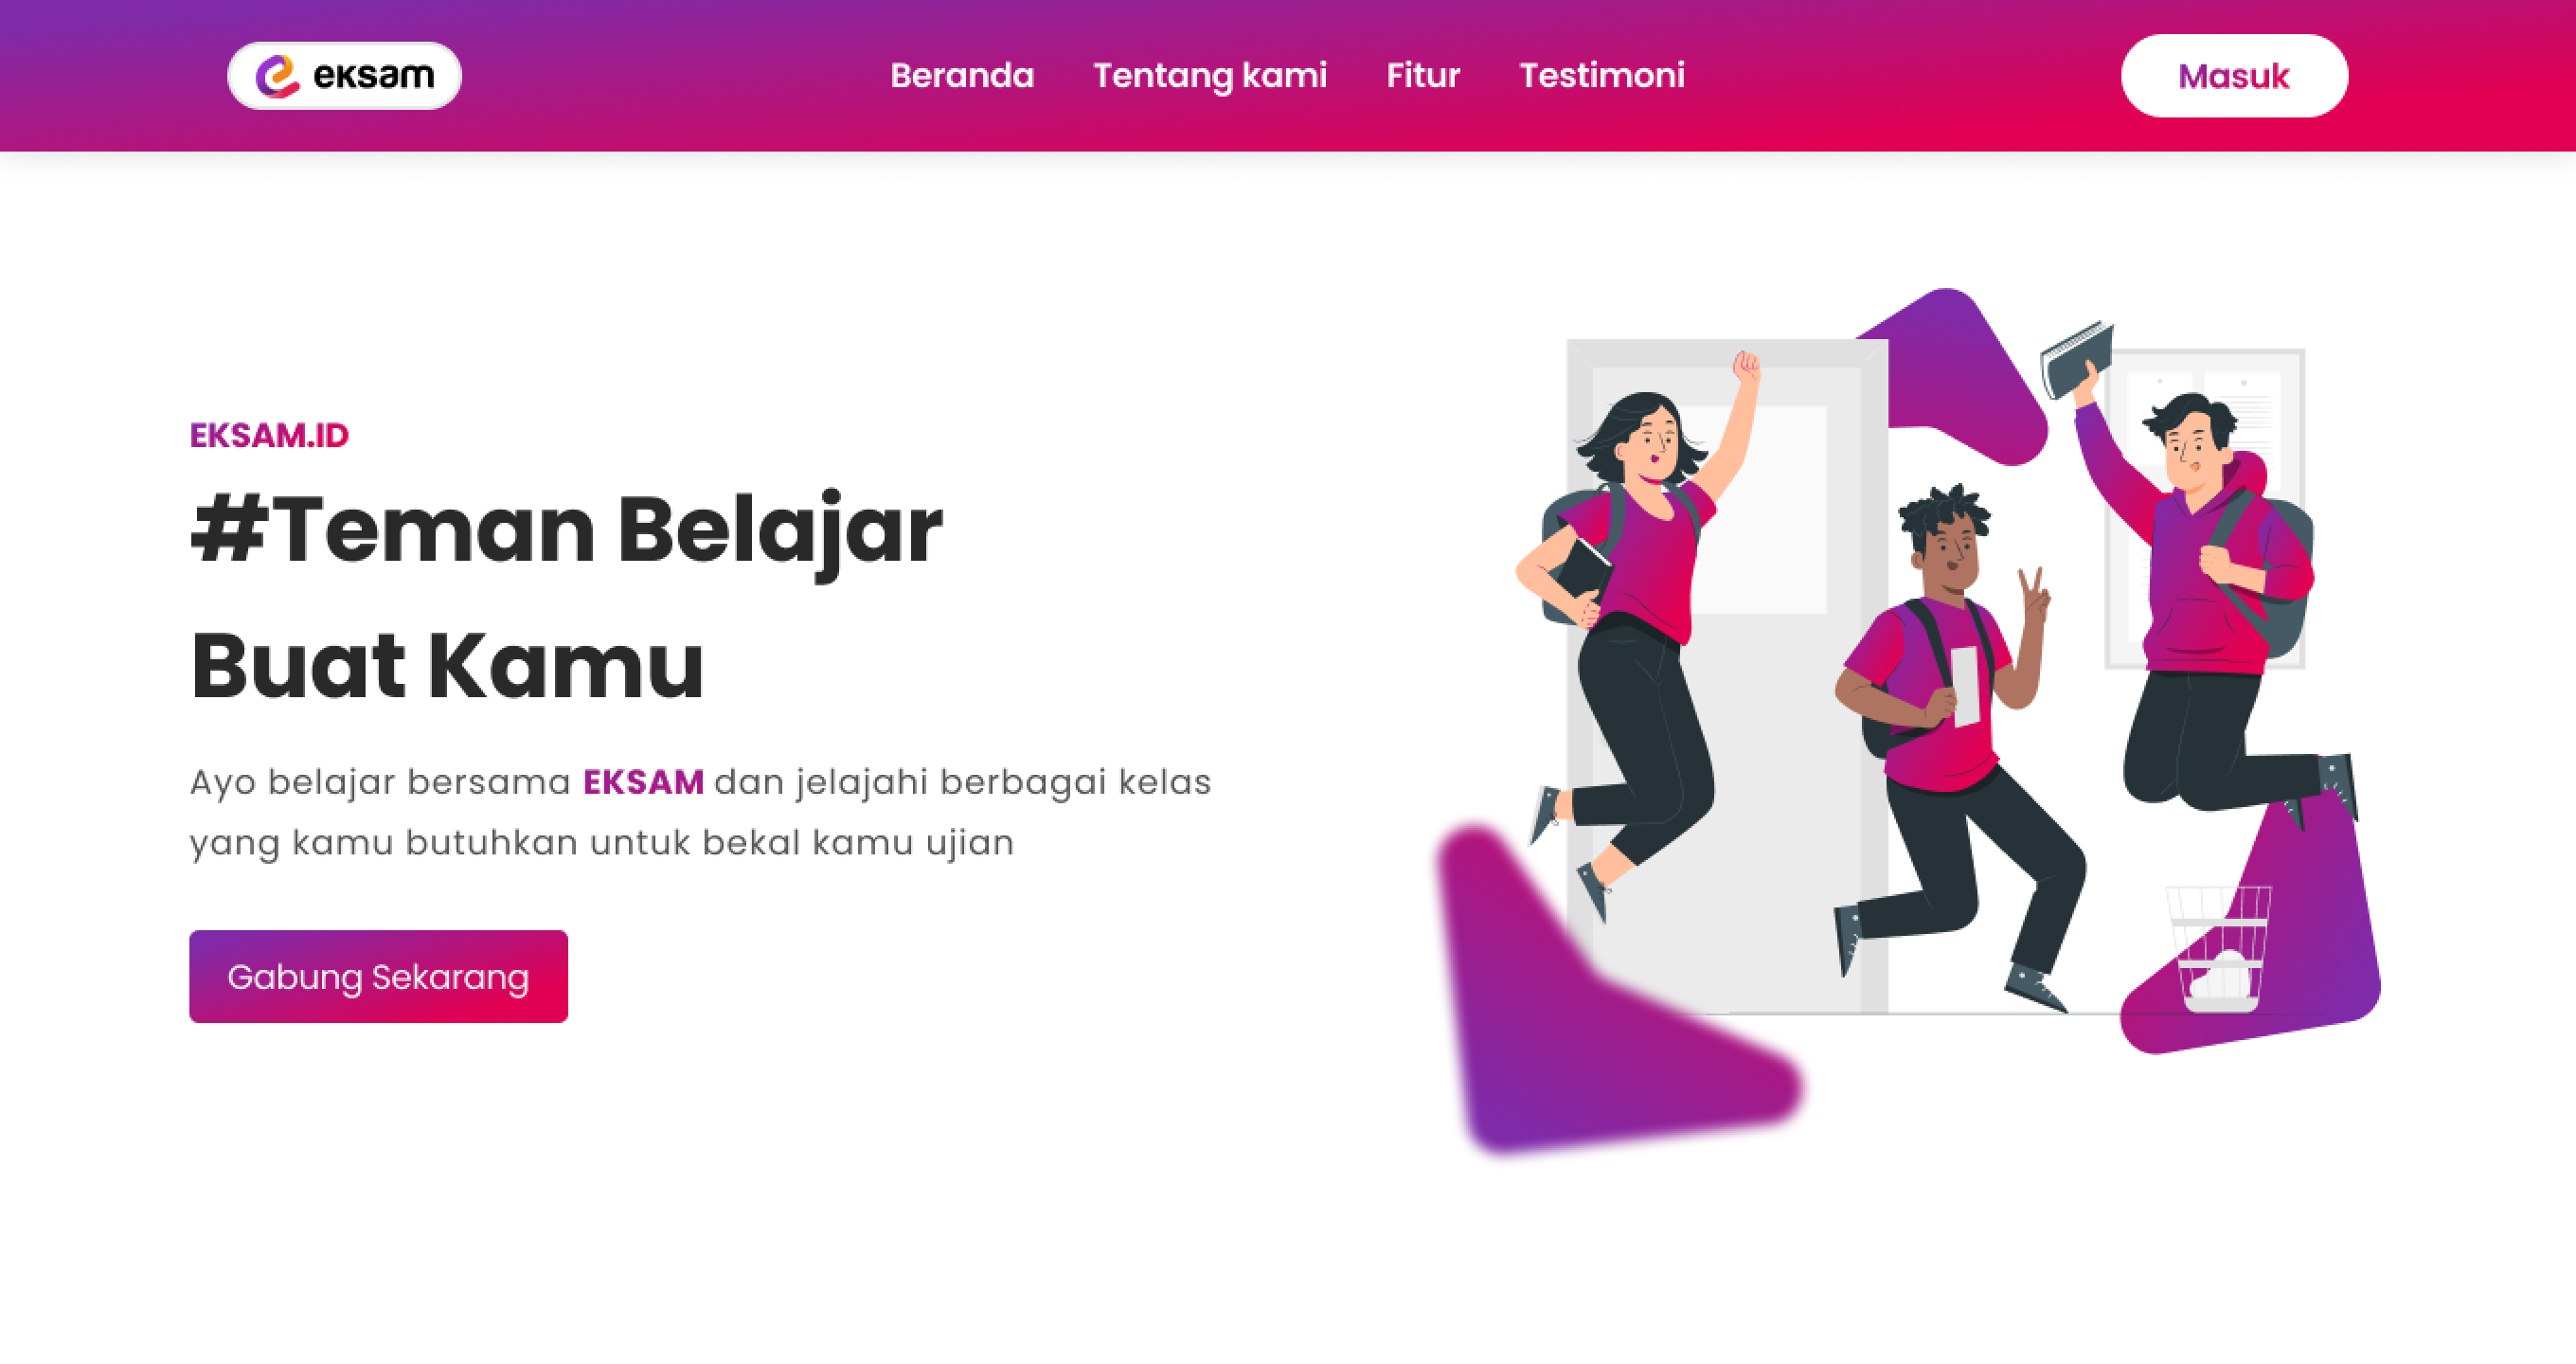 eksam
Beranda Tentang kami Fitur Testimoni
Masuk
EKSAM.ID
#Teman Belajar
Buat Kamu
Ayo belajar bersama EKSAM dan jelajahi berbagai kelas
yang kamu butuhkan untuk bekal kamu ujian
Gabung Sekarang